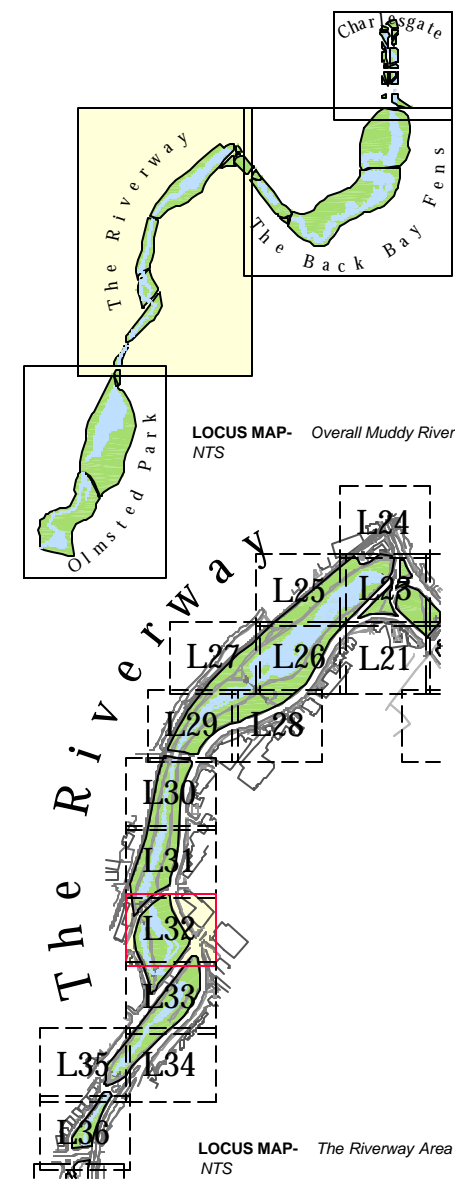 Charlesgate
The Riverway
The Back Bay Fens
Olmsted Park
LOCUS MAP- Overall Muddy River
NTS
The Riverway
L24
L25
L23
L27
L26
L21
L29
L28
L30
L31
L32
L33
L35
L34
L36
LOCUS MAP- The Riverway Area
NTS